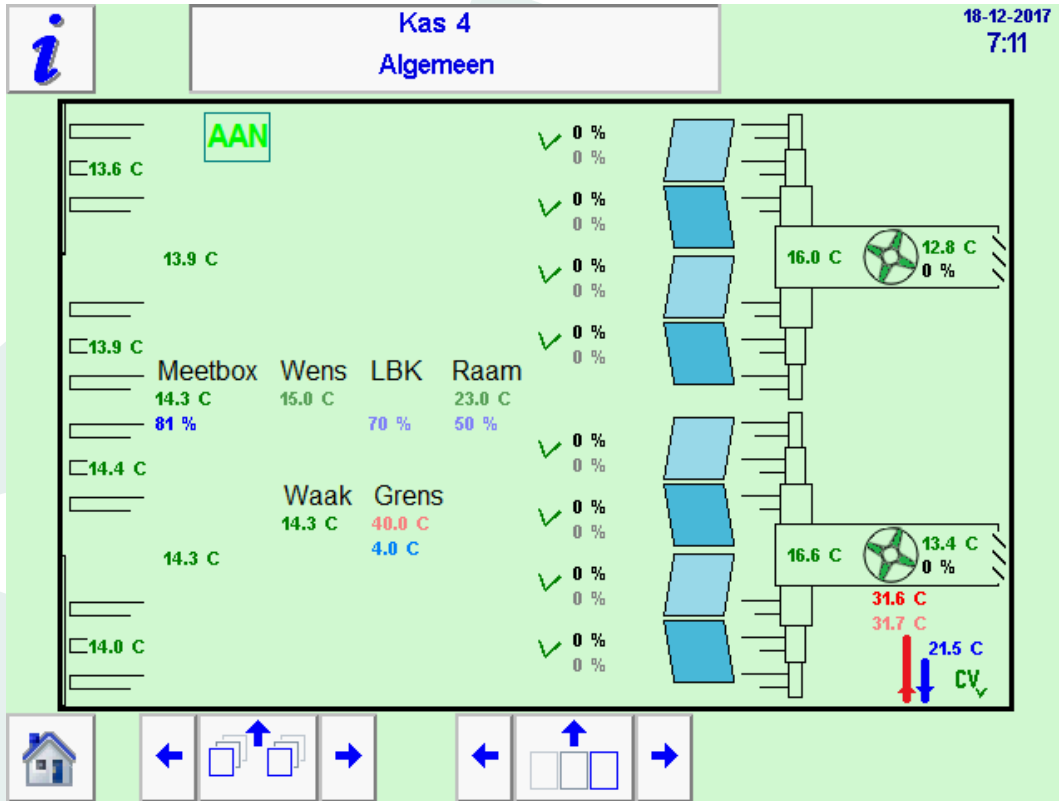 i
Kas 4
Algemeen
18-12-2017
7:11
AAN
0 %
0 %
13.6 C
0 %
0 %
13.9 C
16.0 C
12.8 C
0 %
0 %
0 %
13.9 C
0 %
0 %
Meetbox Wens LBK Raam
14.3 C 15.0 C 23.0 C
81 % 70 % 50 %
0 %
0 %
14.4 C
Waak Grens
14.3 C 40.0 C
4.0 C
0 %
0 %
14.3 C
16.6 C
13.4 C
0 %
0 %
0 %
31.6 C
31.7 C
14.0 C
0 %
0 %
21.5 C
CV